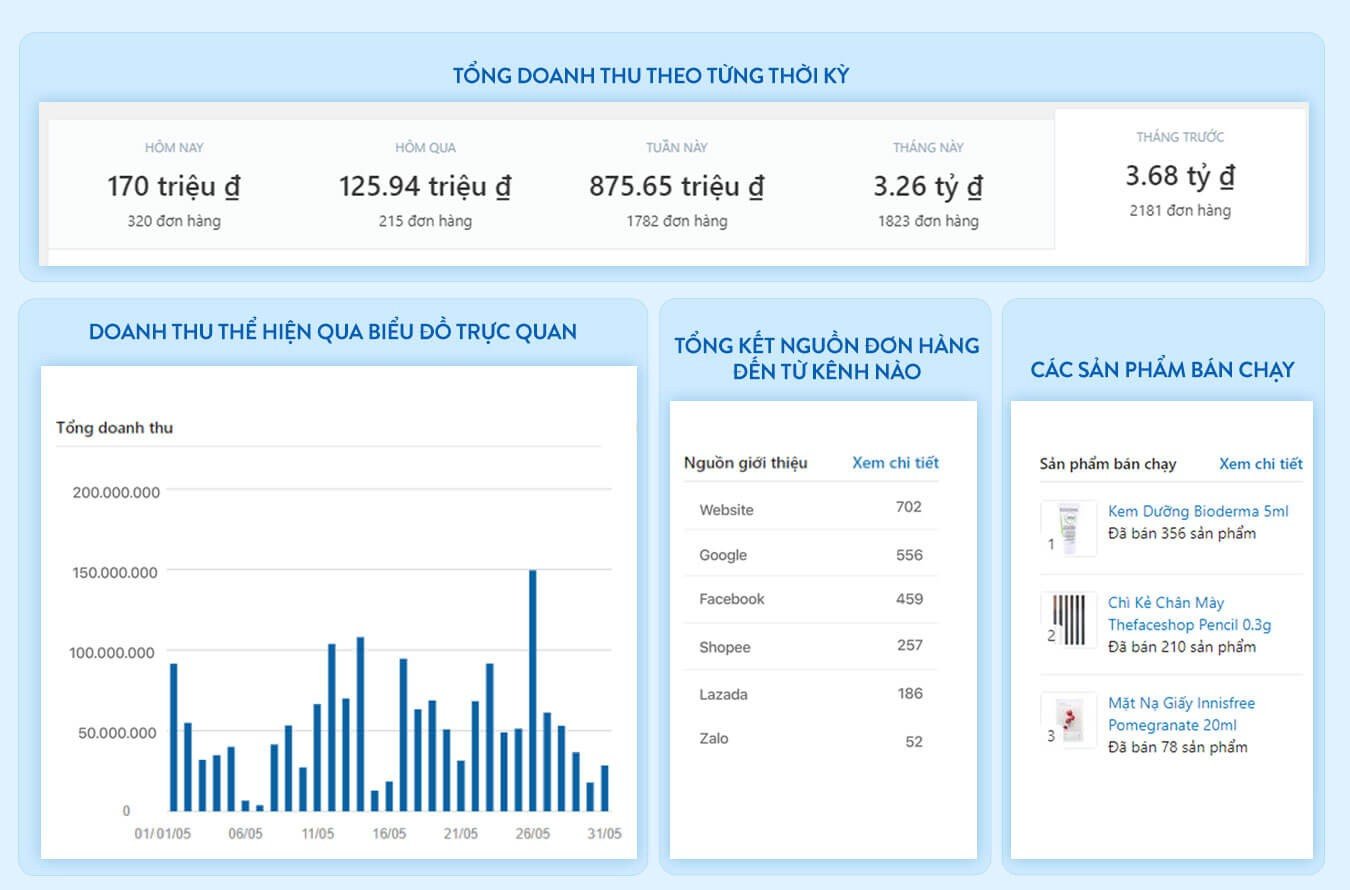 TỔNG DOANH THU THEO TỪNG THỜI KỲ
HÔM NAY
170 triệu ₫
320 đơn hàng
HÔM QUA
125.94 triệu ₫
215 đơn hàng
TUẦN NÀY
875.65 triệu ₫
1782 đơn hàng
THÁNG NÀY
3.26 tỷ ₫
1823 đơn hàng
THÁNG TRƯỚC
3.68 tỷ ₫
2181 đơn hàng
DOANH THU THỂ HIỆN QUA BIỂU ĐỒ TRỰC QUAN
Tổng doanh thu
200.000.000
150.000.000
100.000.000
50.000.000
0
01/01/05
06/05
11/05
16/05
21/05
26/05
31/05
TỔNG KẾT NGUỒN ĐƠN HÀNG
ĐẾN TỪ KÊNH NÀO
Nguồn giới thiệu Xem chi tiết
Website 702
Google 556
Facebook 459
Shopee 257
Lazada 186
Zalo 52
CÁC SẢN PHẨM BÁN CHẠY
Sản phẩm bán chạy Xem chi tiết
1
Kem Dưỡng Bioderma 5ml
Đã bán 356 sản phẩm
2
Chì Kẻ Chân Mày
Thefaceshop Pencil 0.3g
Đã bán 210 sản phẩm
3
Mặt Nạ Giấy Innisfree
Pomegranate 20ml
Đã bán 78 sản phẩm